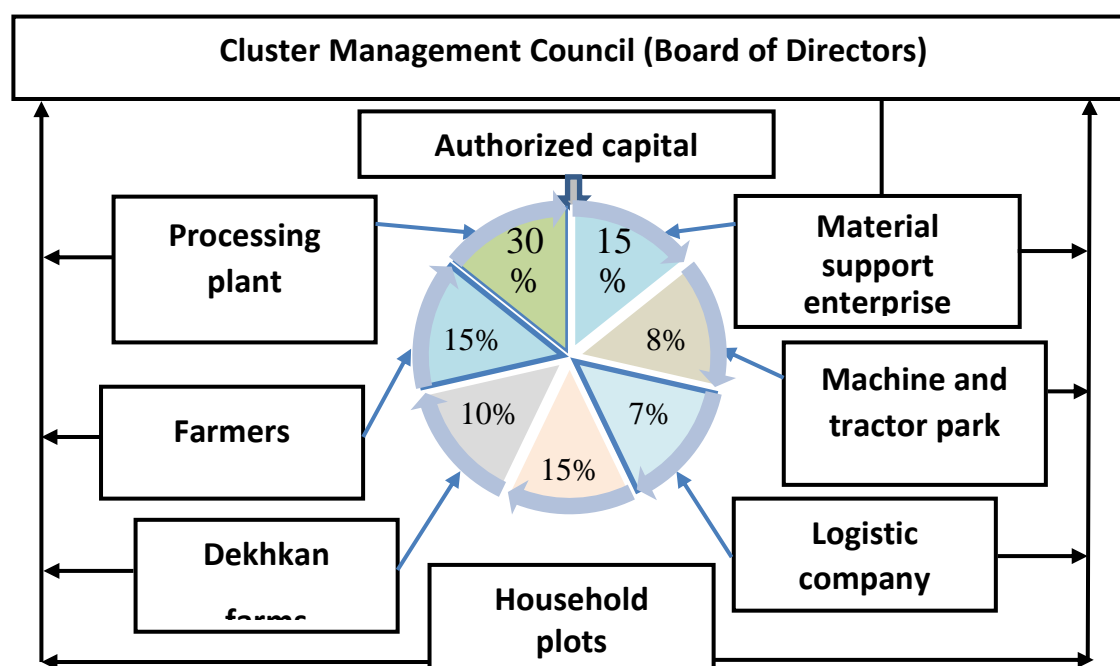 Cluster Management Council (Board of Directors)
Authorized capital
Processing
plant
30
%
15
%
Material
support
enterprise
15%
8%
Farmers
10%
7%
Machine and
tractor park
15%
Dekhkan
farms
Logistic
company
Household
plots